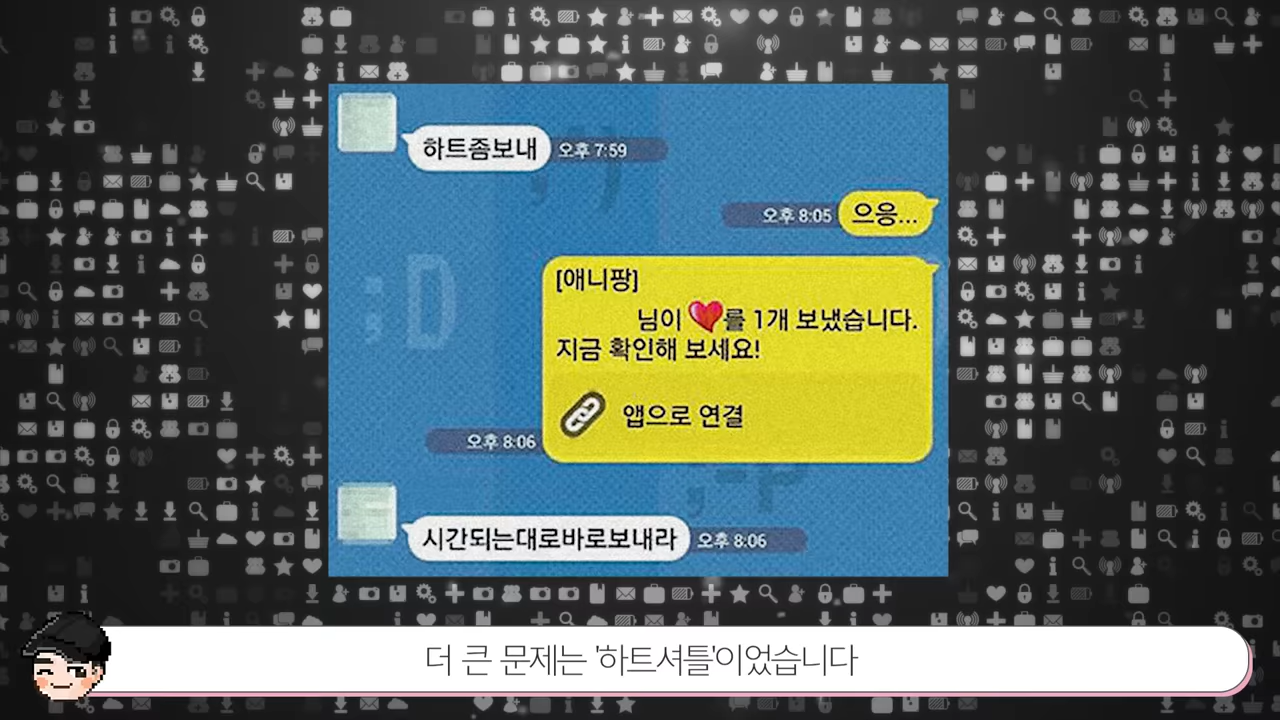 하트좀보내
오후 7:59
오후 8:05
으응...
[애니팡]
님이 ❤를 1개 보냈습니다.
지금 확인해 보세요!
앱으로 연결
오후 8:06
시간되는대로바로보내라
오후 8:06
더 큰 문제는 '하트셔틀'이었습니다